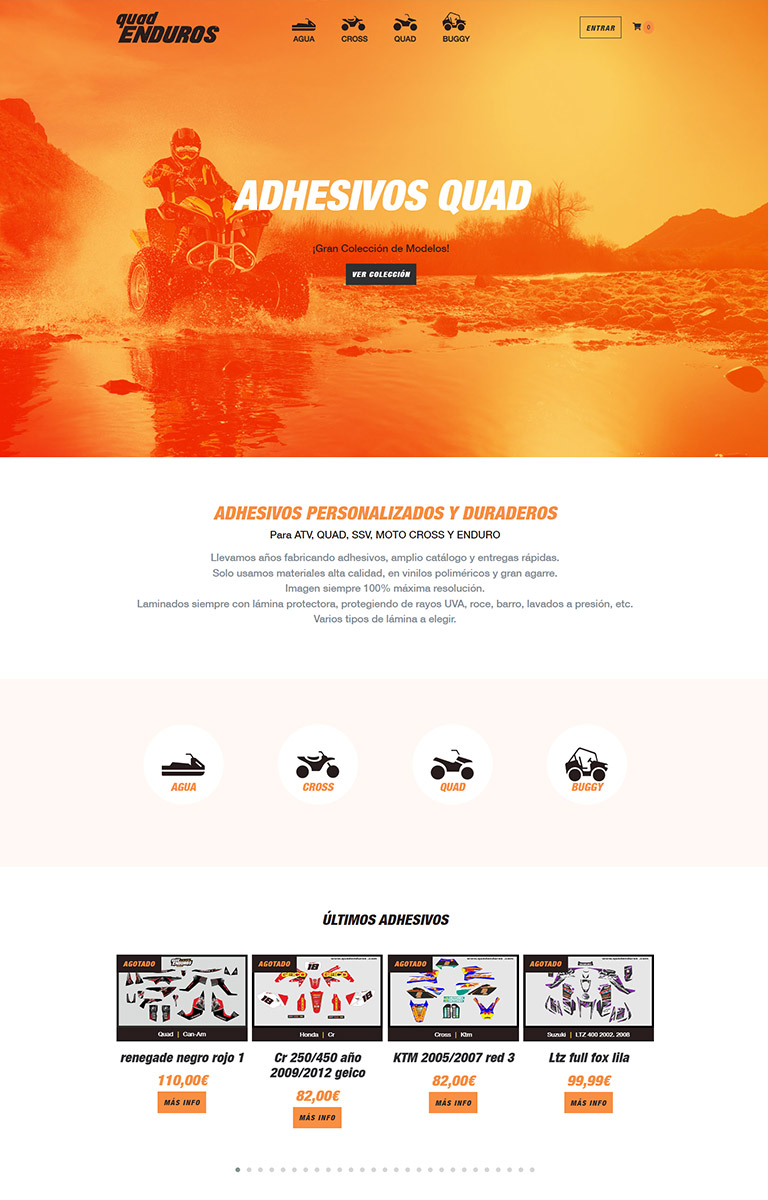 quad
ENDUROS
AGUA CROSS QUAD BUGGY
ENTRAR 0
ADHESIVOS QUAD
¡Gran Colección de Modelos!
VER COLECCIÓN
ADHESIVOS PERSONALIZADOS Y DURADEROS
Para ATV, QUAD, SSV, MOTO CROSS Y ENDURO
Llevamos años fabricando adhesivos, amplio catálogo y entregas rápidas.
Solo usamos materiales alta calidad, en vinilos poliméricos y gran agarre.
Imagen siempre 100% máxima resolución.
Laminados siempre con lámina protectora, protegiendo de rayos UVA, roce, barro, lavados a presión, etc.
Varios tipos de lámina a elegir.
AGUA CROSS QUAD BUGGY
ÚLTIMOS ADHESIVOS
AGOTADO
Quad | Can-Am
renegade negro rojo 1
110,00€
MÁS INFO
AGOTADO
Honda | Cr
Cr 250/450 año
2009/2012 geico
82,00€
MÁS INFO
AGOTADO
Cross | Ktm
KTM 2005/2007 red 3
82,00€
MÁS INFO
AGOTADO
Suzuki | LTZ 400 2002. 2008
Ltz full fox lila
99,99€
MÁS INFO